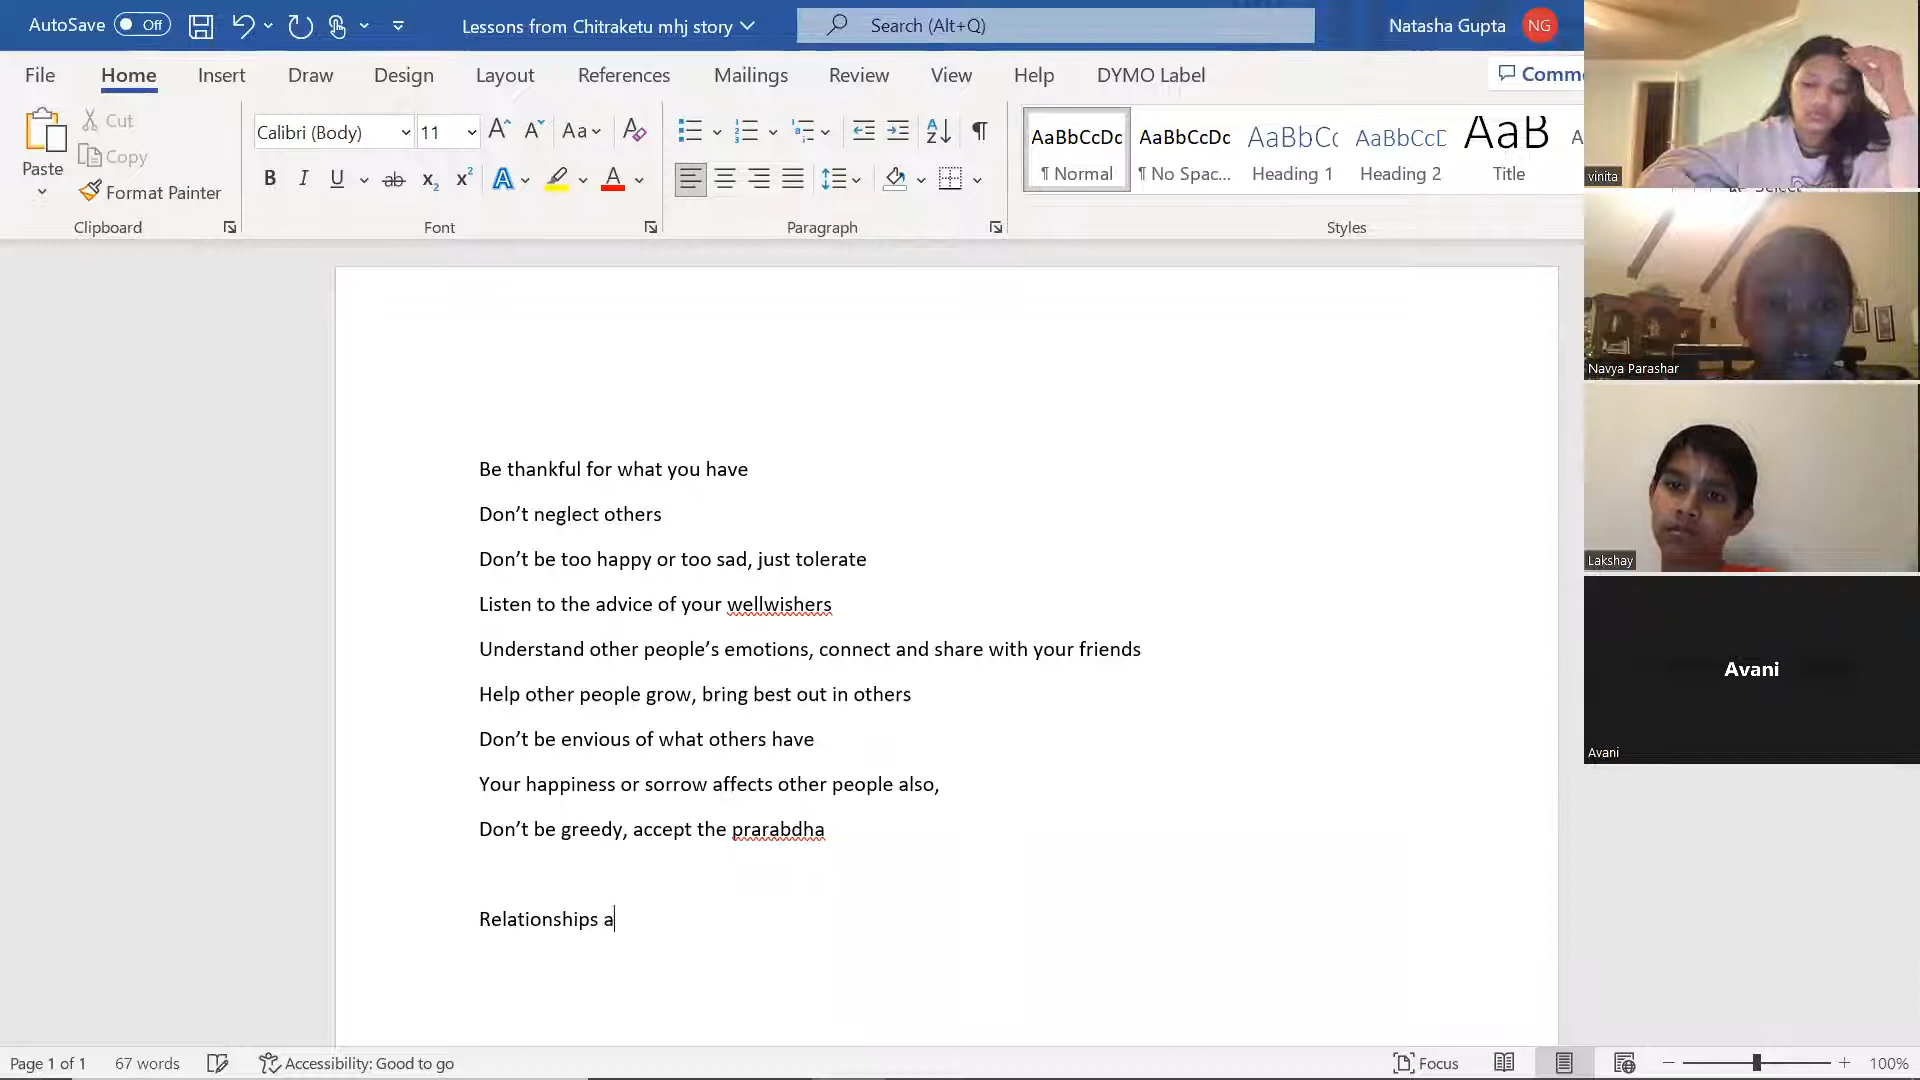 AutoSave Off Lessons from Chitraketu mhj story Search (Alt+Q) Natasha Gupta NG
File Home Insert Draw Design Layout References Mailings Review View Help DYMO Label Comm
Paste Cut
Copy
Format Painter
Clipboard
Calibri (Body) 11
Font
Paragraph
AaBbCcDc ¶ Normal
AaBbCcDc ¶ No Spac...
AaBbCc Heading 1
AaBbCcD Heading 2
AaB Title
Styles
vinita
Navya Parashar
Lakshay
Avani
Avani
Be thankful for what you have
Don’t neglect others
Don’t be too happy or too sad, just tolerate
Listen to the advice of your wellwishers
Understand other people’s emotions, connect and share with your friends
Help other people grow, bring best out in others
Don’t be envious of what others have
Your happiness or sorrow affects other people also,
Don’t be greedy, accept the prarabdha
Relationships a
Page 1 of 1 67 words Accessibility: Good to go Focus 100%